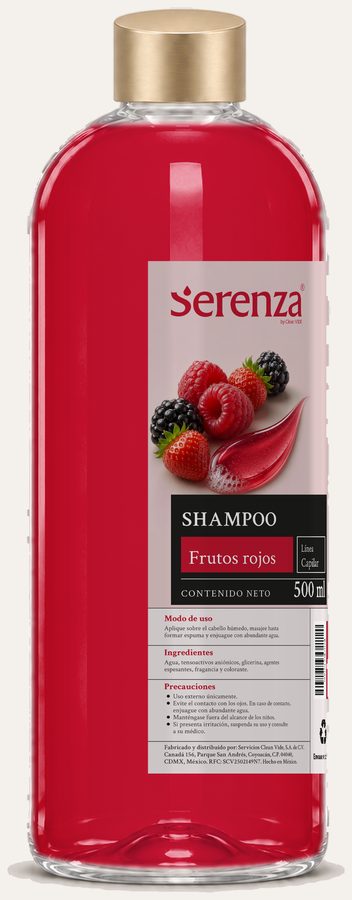 Serenza®
SHAMPOO
Frutos rojos
Línea
Capilar
CONTENIDO NETO
500 ml
Modo de uso
Aplique sobre el cabello húmedo, masajee hasta
formar espuma y enjuague con abundante agua.
Ingredientes
Agua, tensoactivos aniónicos, glicerina, agentes
espesantes, fragancia y colorante.
Precauciones
• Uso externo únicamente.
• Evite el contacto con los ojos. En caso de contacto,
enjuague con abundante agua.
• Manténgase fuera del alcance de los niños.
• Si presenta irritación, suspenda su uso y consulte
a su médico.
Fabricado y distribuido por: Servicios Clean Vide, S.A. de C.V.
Canadá 156, Parque San Andrés, Coyoacán, C.P. 04040,
CDMX, México. RFC: SCV2502149N7. Hecho en México.